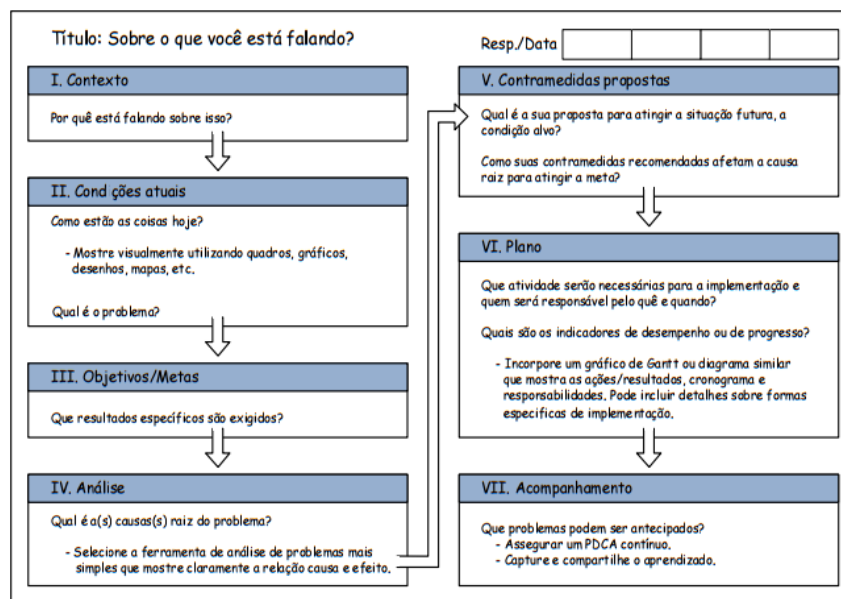 Título: Sobre o que você está falando?
Resp./Data
I. Contexto
Por quê está falando sobre isso?
II. Cond ções atuais
Como estão as coisas hoje?
- Mostre visualmente utilizando quadros, gráficos,
desenhos, mapas, etc.
Qual é o problema?
III. Objetivos/Metas
Que resultados específicos são exigidos?
IV. Análise
Qual é a(s) causas(s) raiz do problema?
- Selecione a ferramenta de análise de problemas mais
simples que mostre claramente a relação causa e efeito.
V. Contramedidas propostas
Qual é a sua proposta para atingir a situação futura, a
condição alvo?
Como suas contramedidas recomendadas afetam a causa
raiz para atingir a meta?
VI. Plano
Que atividade serão necessárias para a implementação e
quem será responsável pelo quê e quando?
Quais são os indicadores de desempenho ou de progresso?
- Incorpore um gráfico de Gantt ou diagrama similar
que mostra as ações/resultados, cronograma e
responsabilidades. Pode incluir detalhes sobre formas
especificas de implementação.
VII. Acompanhamento
Que problemas podem ser antecipados?
- Assegurar um PDCA contínuo.
- Capture e compartilhe o aprendizado.